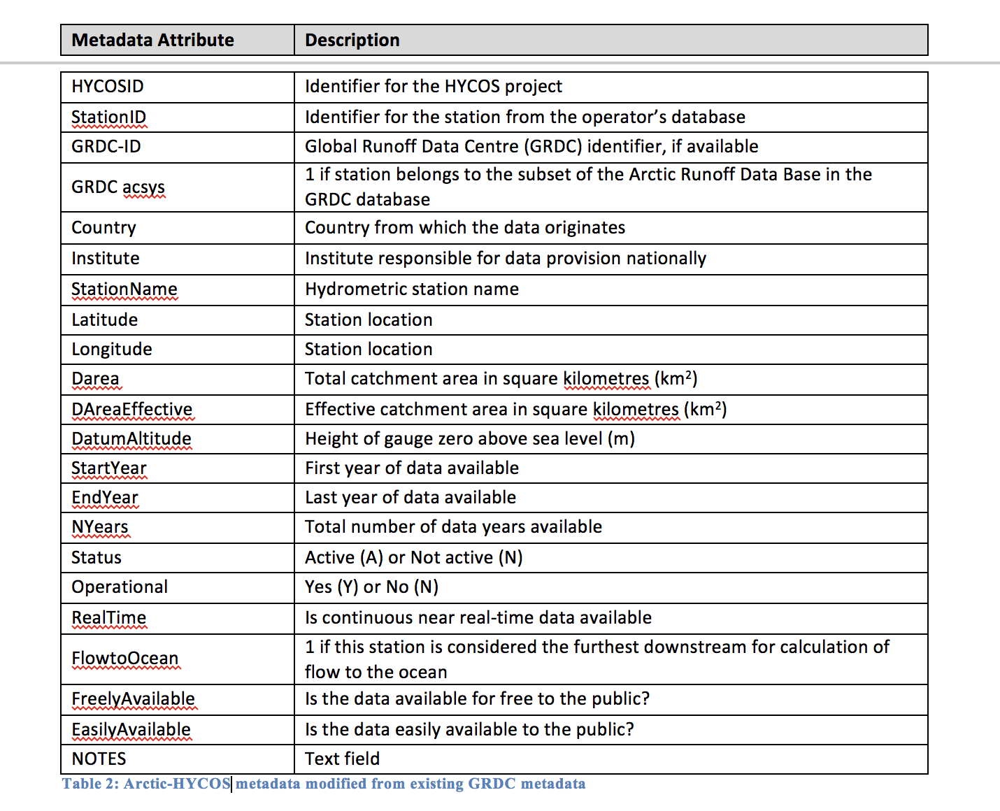 Metadata Attribute Description
HYCOSID Identifier for the HYCOS project
StationID Identifier for the station from the operator’s database
GRDC-ID Global Runoff Data Centre (GRDC) identifier, if available
GRDC acsys 1 if station belongs to the subset of the Arctic Runoff Data Base in the
GRDC database
Country Country from which the data originates
Institute Institute responsible for data provision nationally
StationName Hydrometric station name
Latitude Station location
Longitude Station location
Darea Total catchment area in square kilometres (km²)
DAreaEffective Effective catchment area in square kilometres (km²)
DatumAltitude Height of gauge zero above sea level (m)
StartYear First year of data available
EndYear Last year of data available
NYears Total number of data years available
Status Active (A) or Not active (N)
Operational Yes (Y) or No (N)
RealTime Is continuous near real-time data available
FlowtoOcean 1 if this station is considered the furthest downstream for calculation of
flow to the ocean
FreelyAvailable Is the data available for free to the public?
EasilyAvailable Is the data easily available to the public?
NOTES Text field
Table 2: Arctic-HYCOS metadata modified from existing GRDC metadata